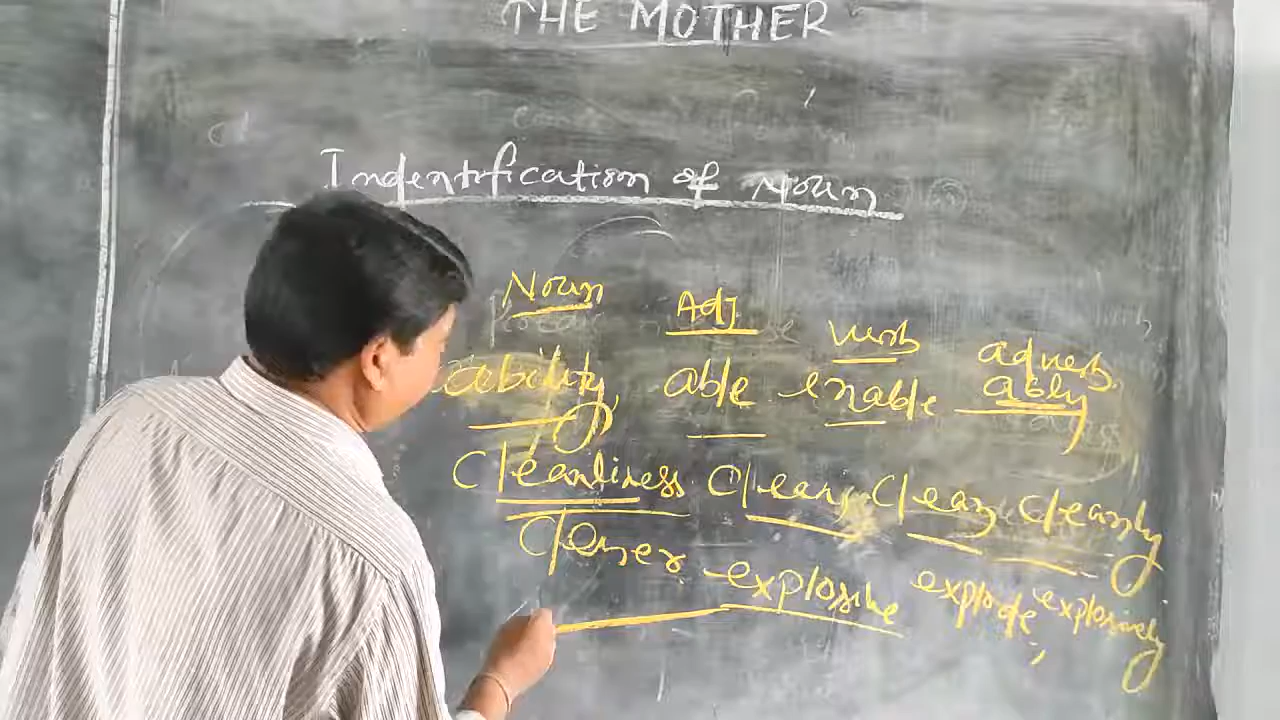 THE MOTHER
Indentification of Noun
Noun Adj verb adverb
ability, able enable ably
Cleanliness Clean, Clean Cleanly
Cleaner explosive explode, explosively